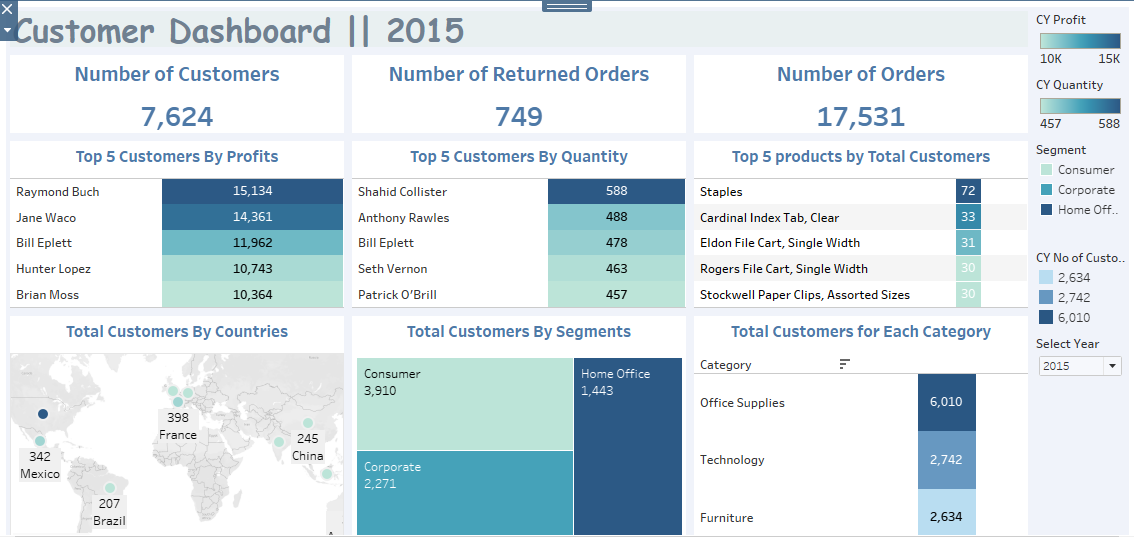 Customer Dashboard || 2015
Number of Customers
7,624
Number of Returned Orders
749
Number of Orders
17,531
Top 5 Customers By Profits
Raymond Buch 15,134
Jane Waco 14,361
Bill Eplett 11,962
Hunter Lopez 10,743
Brian Moss 10,364
Top 5 Customers By Quantity
Shahid Collister 588
Anthony Rawles 488
Bill Eplett 478
Seth Vernon 463
Patrick O'Brill 457
Top 5 products by Total Customers
Staples 72
Cardinal Index Tab, Clear 33
Eldon File Cart, Single Width 31
Rogers File Cart, Single Width 30
Stockwell Paper Clips, Assorted Sizes 30
Total Customers By Countries
398
France
245
China
342
Mexico
207
Brazil
Total Customers By Segments
Consumer
3,910
Home Office
1,443
Corporate
2,271
Total Customers for Each Category
Category
Office Supplies 6,010
Technology 2,742
Furniture 2,634
CY Profit
10K 15K
CY Quantity
457 588
Segment
Consumer
Corporate
Home Off..
CY No of Custo..
2,634
2,742
6,010
Select Year
2015